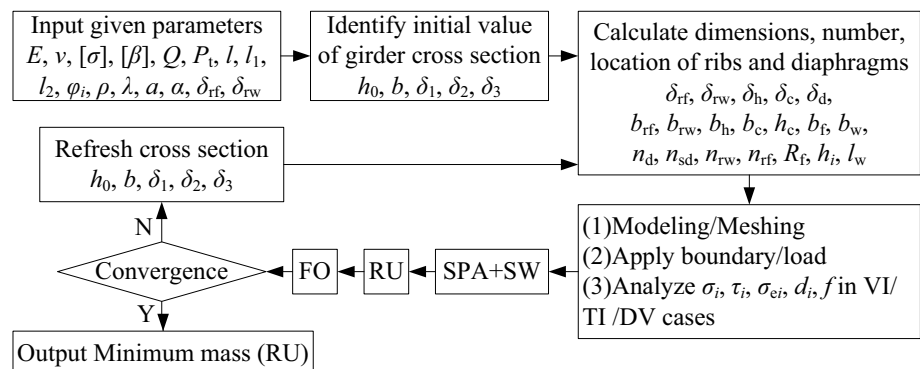 Input given parameters
E, v, [σ], [β], Q, Pt, l, l1,
l2, φi, ρ, λ, a, α, δrf, δrw
Identify initial value
of girder cross section
h0, b, δ1, δ2, δ3
Calculate dimensions, number,
location of ribs and diaphragms
δrf, δrw, δh, δc, δd,
brf, brw, bh, bc, hc, bf, bw,
nd, nsd, nrw, nrf, Rf, hi, lw
Refresh cross section
h0, b, δ1, δ2, δ3
(1)Modeling/Meshing
(2)Apply boundary/load
(3)Analyze σi, τi, σei, di, f in VI/
TI /DV cases
SPA+SW
RU
FO
Convergence
N
Y
Output Minimum mass (RU)